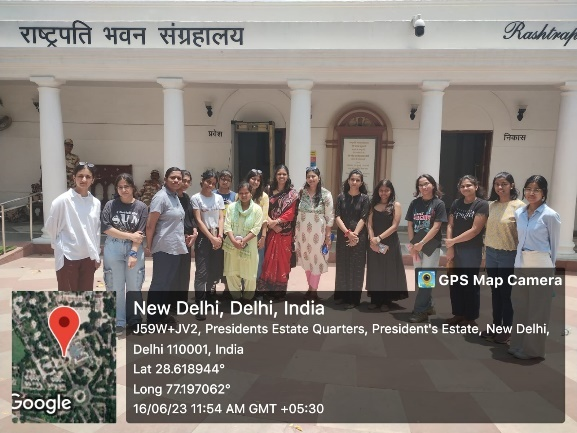 राष्ट्रपति भवन संग्रहालय
Rashtrap
प्रवेश
निकास
GPS Map Camera
New Delhi, Delhi, India
J59W+JV2, Presidents Estate Quarters, President's Estate, New Delhi,
Delhi 110001, India
Lat 28.618944°
Long 77.197062°
16/06/23 11:54 AM GMT +05:30
Google